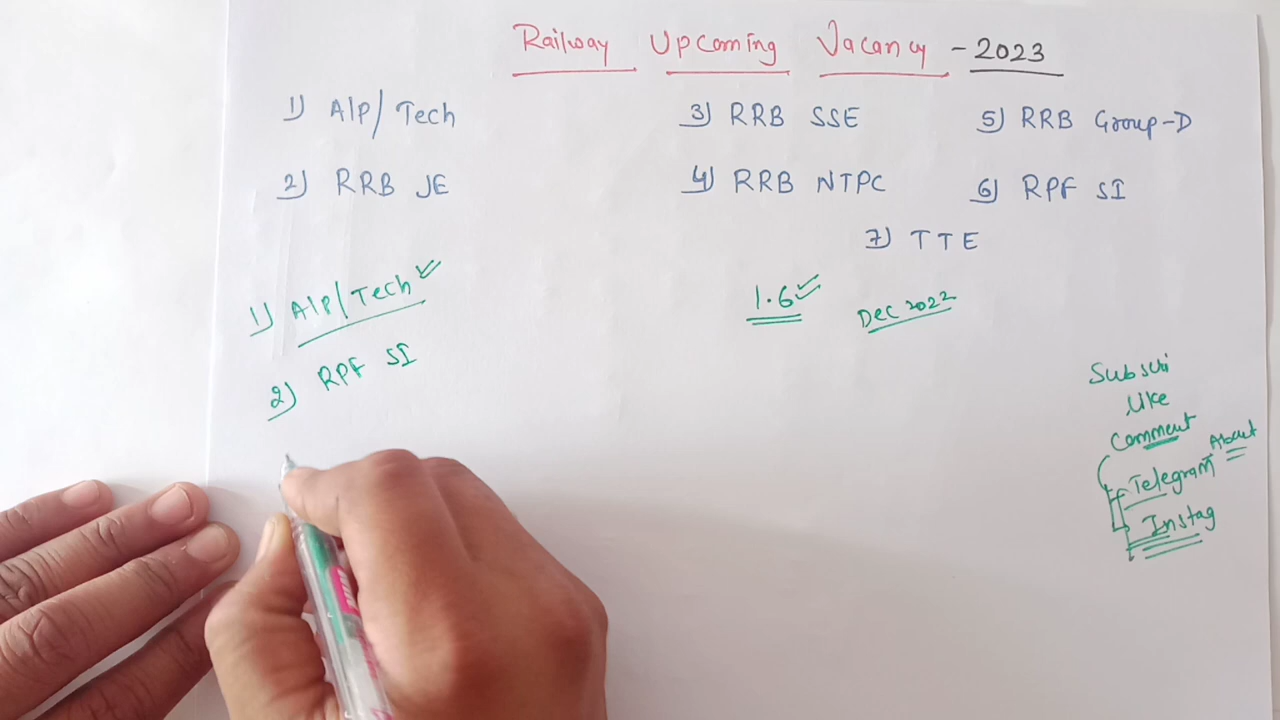 Railway Upcoming Vacancy - 2023
1) Alp/Tech
2) RRB JE
3) RRB SSE
4) RRB NTPC
5) RRB Group-D
6) RPF SI
7) TTE
1) Alp/Tech
2) RPF SI
1.6
Dec 2022
Subscri
like
Comment
About
Telegram
Instag